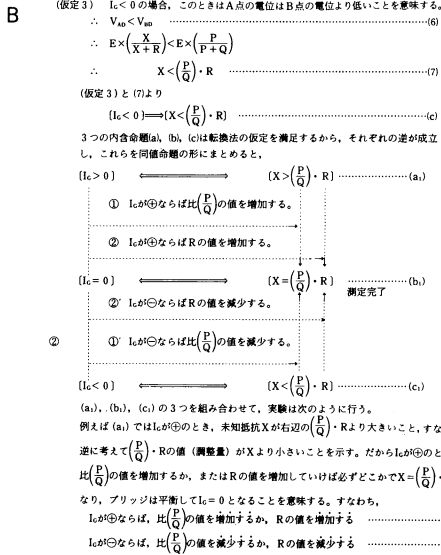 B
(仮定3) IG<0の場合,このときはA点の電位はB点の電位より低いことを意味する。
∴ VAD<VBD ……(6)
∴ E×(X/X+R)<E×(P/P+Q)
∴ X<(P/Q)・R ……(7)
(仮定3)と(7)より
[IG<0]⟹[X<(P/Q)・R] ……(c)
3つの内含命題(a), (b), (c)は転換法の仮定を満足するから,それぞれの逆が成立
し,これらを同値命題の形にまとめると,
[IG>0] ⟺ [X>(P/Q)・R] ……(a1)
① IGが⊕ならば比(P/Q)の値を増加する。
② IGが⊕ならばRの値を増加する。
[IG=0] ⟺ [X=(P/Q)・R] ……(b1)
②′ IGが⊖ならばRの値を減少する。 測定完了
② ①′ IGが⊖ならば比(P/Q)の値を減少する。
[IG<0] ⟺ [X<(P/Q)・R] ……(c1)
(a1), (b1), (c1)の3つを組み合わせて,実験は次のように行う。
例えば(a1)ではIGが⊕のとき,未知抵抗Xが右辺の(P/Q)・Rより大きいこと,すな
逆に考えて(P/Q)・Rの値(調整量)がXより小さいことを示す。だからIGが⊕のと
比(P/Q)の値を増加するか,またはRの値を増加していけば必ずどこかでX=(P/Q)・
なり,ブリッジは平衡してIG=0となることを意味する。すなわち,
IGが⊕ならば,比(P/Q)の値を増加するか,Rの値を増加する ……
IGが⊖ならば,比(P/Q)の値を減少するか,Rの値を減少する ……